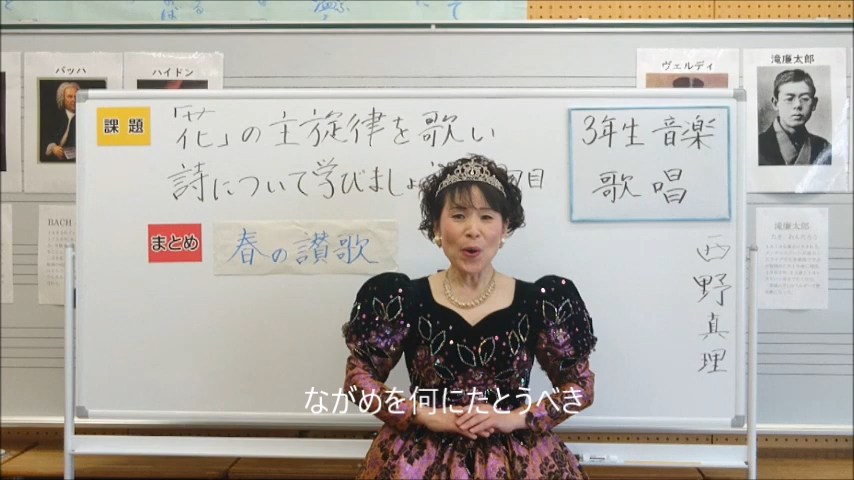 バッハ
ハイドン
ヴェルディ
滝廉太郎
課題
「花」の主旋律を歌い
詩について学びましょ
回目
3年生 音楽
歌唱
まとめ
春の讃歌
西野真理
BACH
滝廉太郎
ながめを何にたとうべき